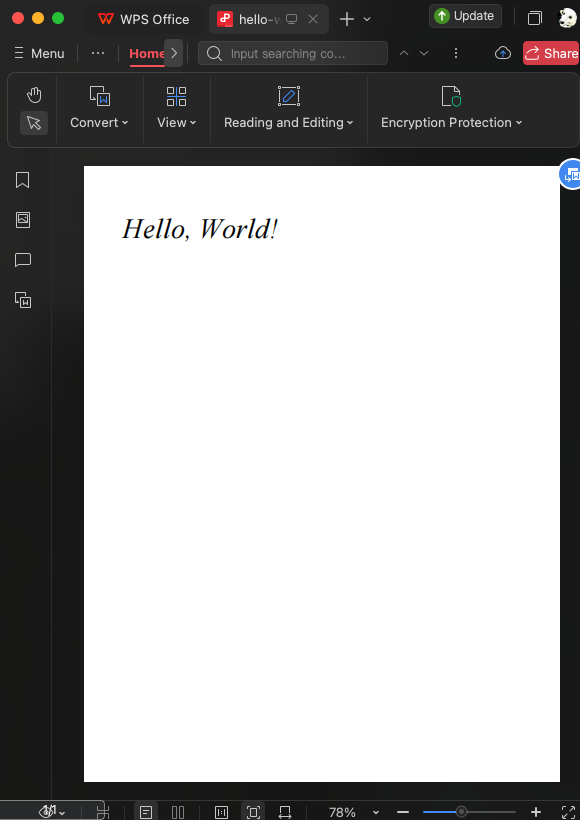 WPS Office
hello-w
Update
Menu
Home
Input searching co...
Share
Convert
View
Reading and Editing
Encryption Protection
Hello, World!
1/1
78%